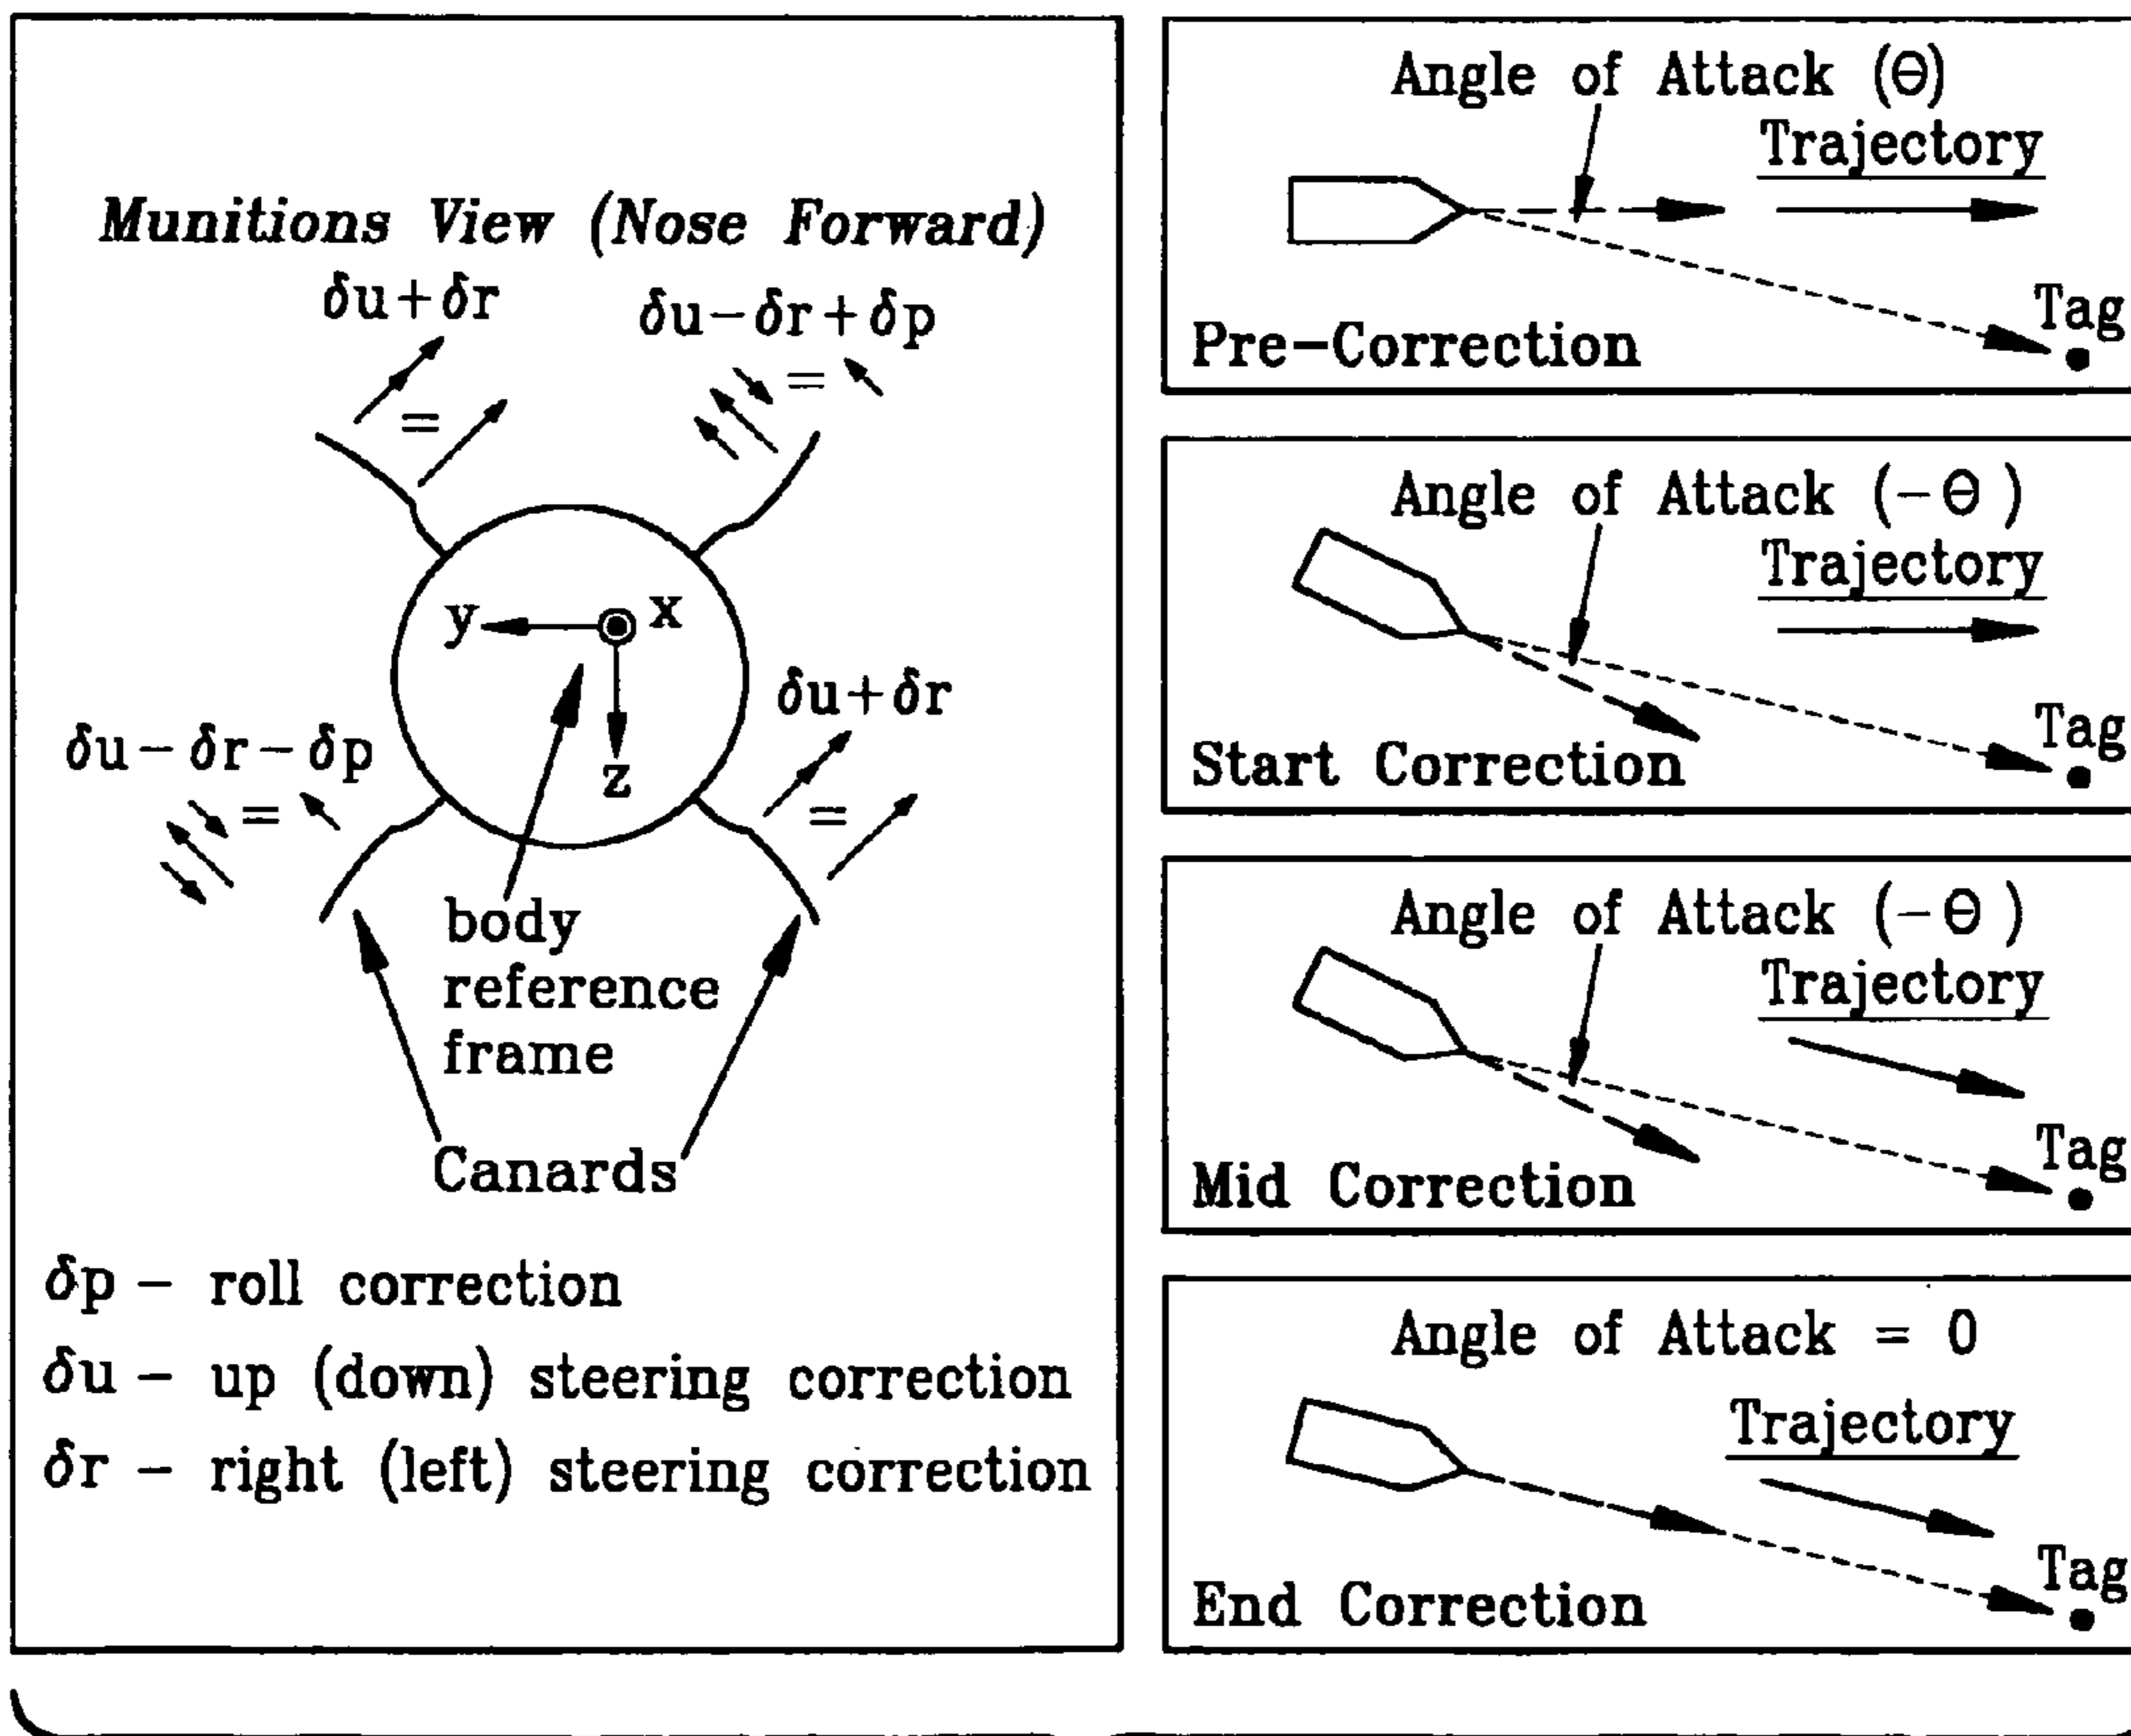 Munitions View (Nose Forward)
δu+δr
δu−δr+δp
=
=
y
x
z
δu+δr
=
δu−δr−δp
=
body
reference
frame
Canards
δp − roll correction
δu − up (down) steering correction
δr − right (left) steering correction
Angle of Attack (Θ)
Trajectory
Tag
Pre-Correction
Angle of Attack (-Θ )
Trajectory
Tag
Start Correction
Angle of Attack (-Θ )
Trajectory
Tag
Mid Correction
Angle of Attack = 0
Trajectory
Tag
End Correction